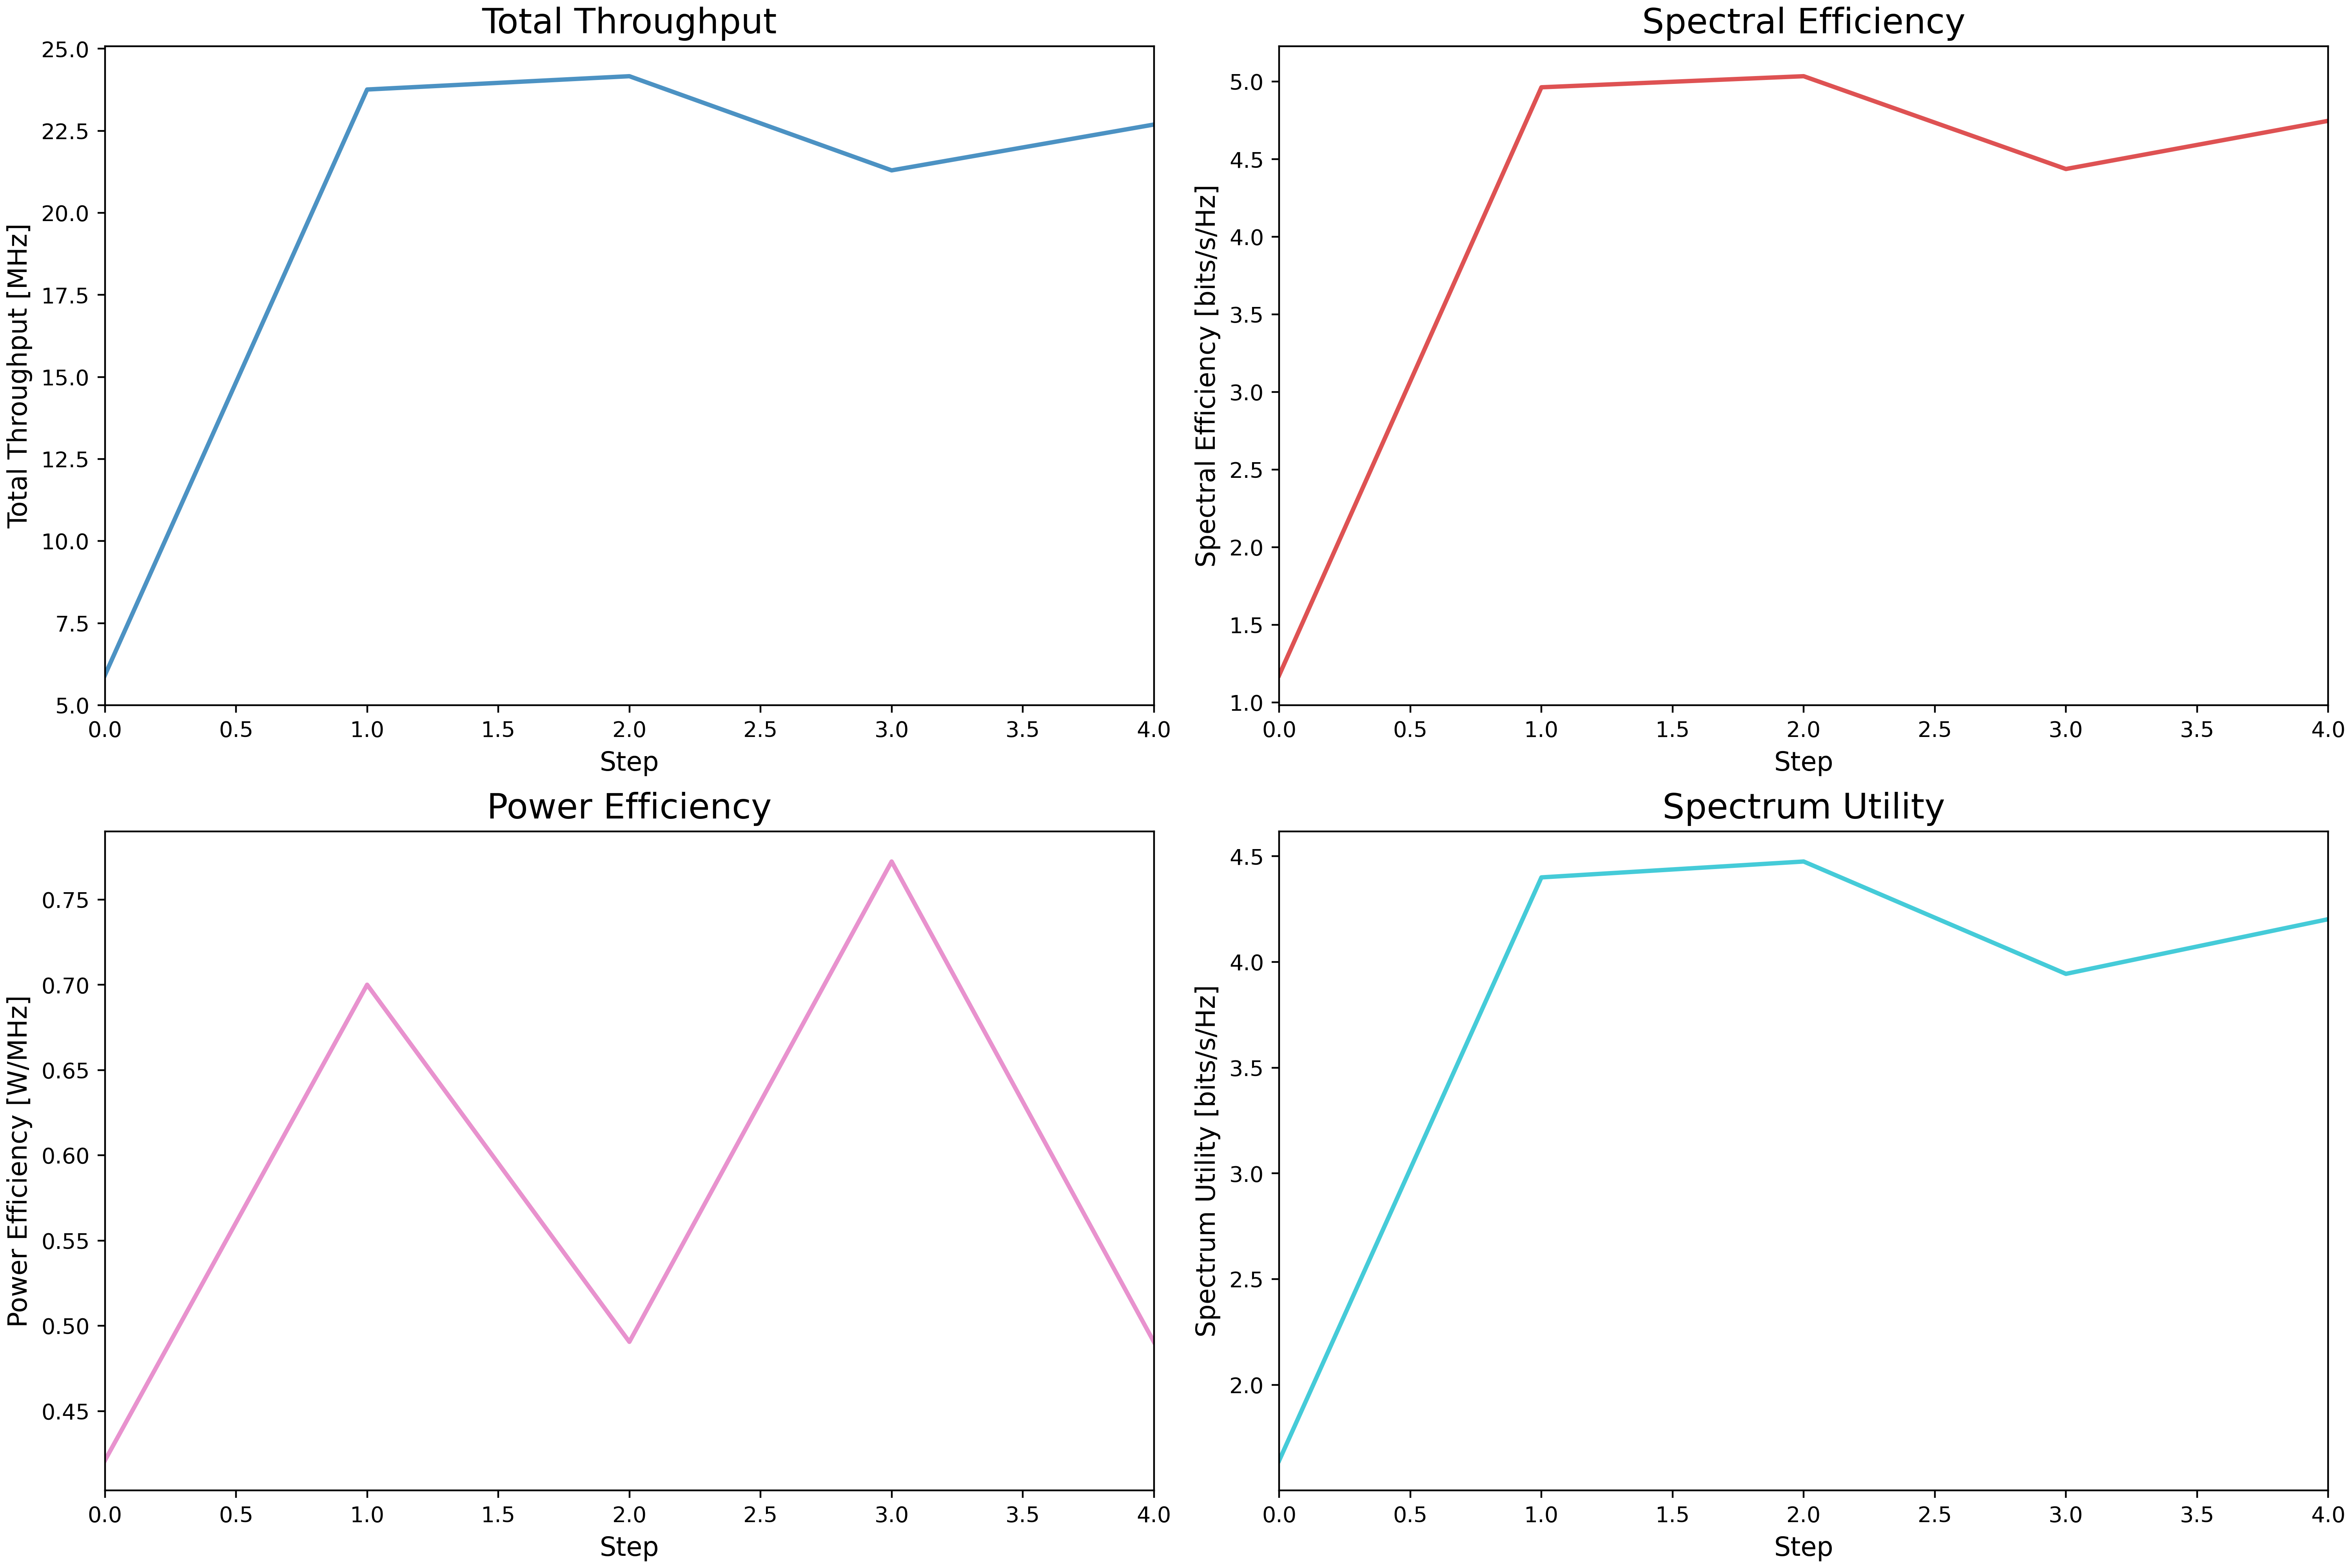 Total Throughput
Total Throughput [MHz]
25.0
22.5
20.0
17.5
15.0
12.5
10.0
7.5
5.0
0.0 0.5 1.0 1.5 2.0 2.5 3.0 3.5 4.0
Step
Spectral Efficiency
Spectral Efficiency [bits/s/Hz]
5.0
4.5
4.0
3.5
3.0
2.5
2.0
1.5
1.0
0.0 0.5 1.0 1.5 2.0 2.5 3.0 3.5 4.0
Step
Power Efficiency
Power Efficiency [W/MHz]
0.75
0.70
0.65
0.60
0.55
0.50
0.45
0.0 0.5 1.0 1.5 2.0 2.5 3.0 3.5 4.0
Step
Spectrum Utility
Spectrum Utility [bits/s/Hz]
4.5
4.0
3.5
3.0
2.5
2.0
0.0 0.5 1.0 1.5 2.0 2.5 3.0 3.5 4.0
Step